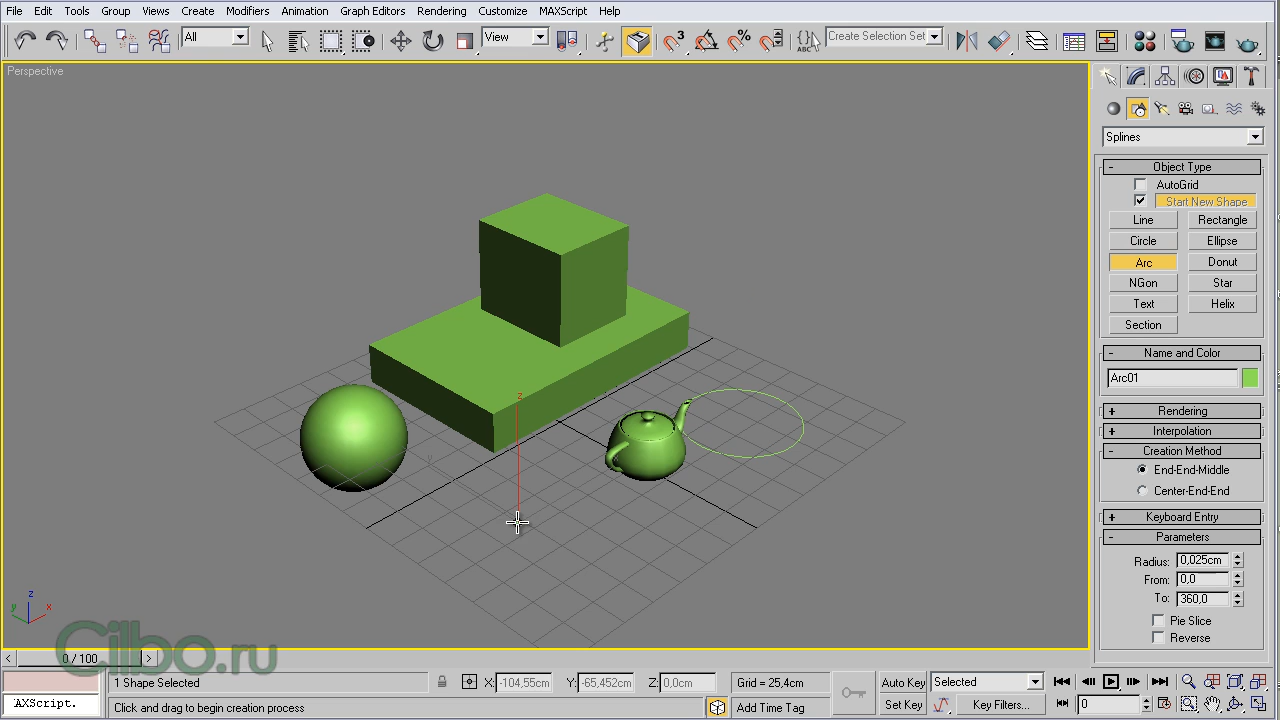 File Edit Tools Group Views Create Modifiers Animation Graph Editors Rendering Customize MAXScript Help
All View 3 % ABC Create Selection Set
Perspective
Splines
- Object Type
AutoGrid
Start New Shape
Line Rectangle
Circle Ellipse
Arc Donut
NGon Star
Text Helix
Section
- Name and Color
Arc01
+ Rendering
+ Interpolation
- Creation Method
End-End-Middle
Center-End-End
+ Keyboard Entry
- Parameters
Radius: 0,025cm
From: 0,0
To: 360,0
Pie Slice
Reverse
z
y
z
y x
Cilbo.ru
< 0 / 100 >
1 Shape Selected X: -104,55cm Y: -65,452cm Z: 0,0cm Grid = 25,4cm Auto Key Selected
AXScript. Click and drag to begin creation process Add Time Tag Set Key Key Filters... 0